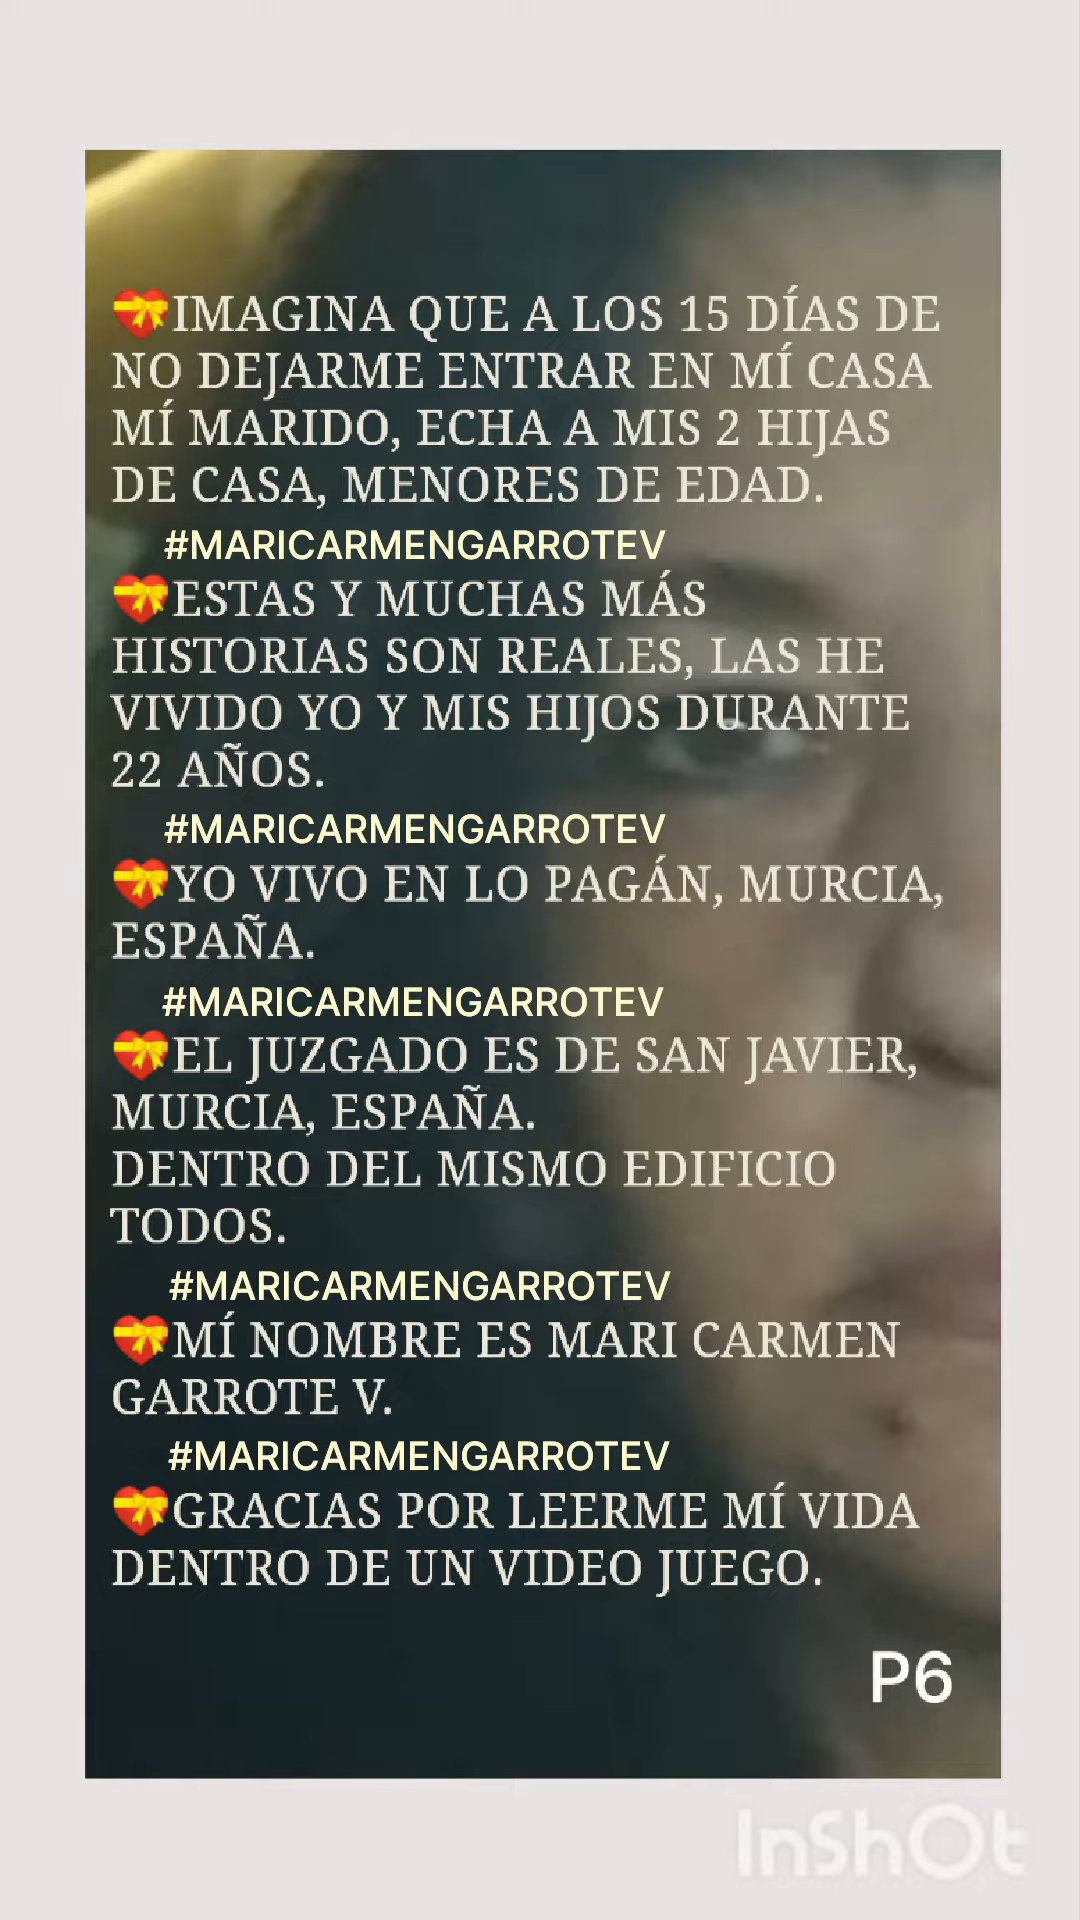 💝IMAGINA QUE A LOS 15 DÍAS DE
NO DEJARME ENTRAR EN MÍ CASA
MÍ MARIDO, ECHA A MIS 2 HIJAS
DE CASA, MENORES DE EDAD.
#MARICARMENGARROTEV
💝ESTAS Y MUCHAS MÁS
HISTORIAS SON REALES, LAS HE
VIVIDO YO Y MIS HIJOS DURANTE
22 AÑOS.
#MARICARMENGARROTEV
💝YO VIVO EN LO PAGÁN, MURCIA,
ESPAÑA.
#MARICARMENGARROTEV
💝EL JUZGADO ES DE SAN JAVIER,
MURCIA, ESPAÑA.
DENTRO DEL MISMO EDIFICIO
TODOS.
#MARICARMENGARROTEV
💝MÍ NOMBRE ES MARI CARMEN
GARROTE V.
#MARICARMENGARROTEV
💝GRACIAS POR LEERME MÍ VIDA
DENTRO DE UN VIDEO JUEGO.
P6
InShOt